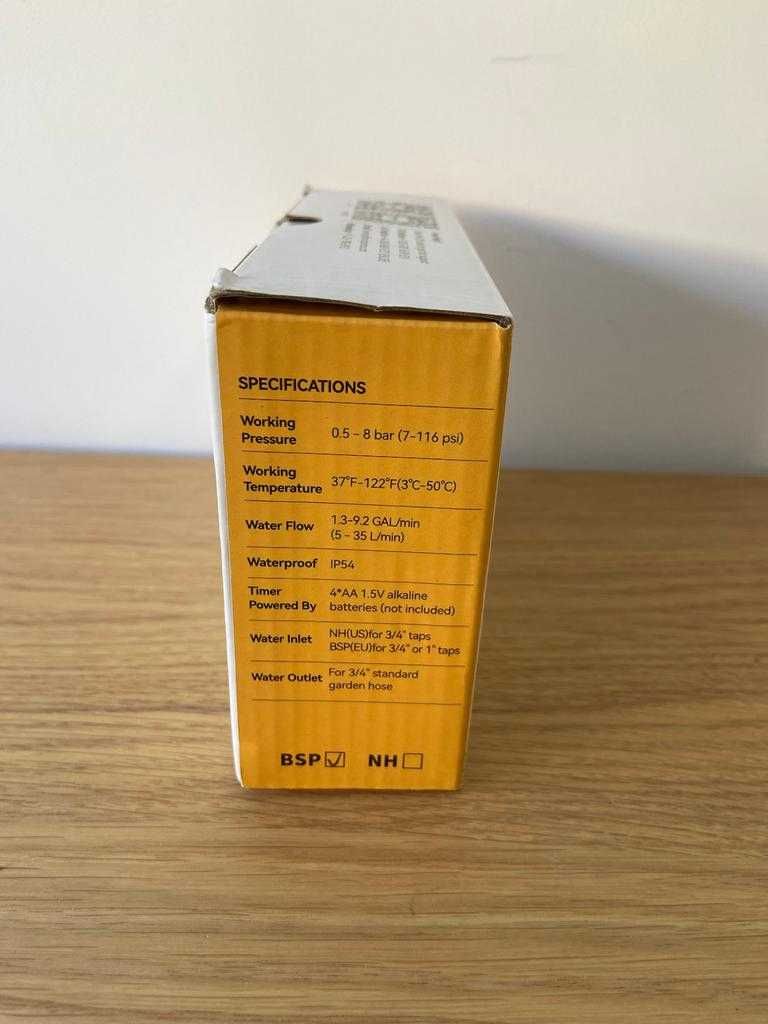 SPECIFICATIONS
Working
Pressure
0.5 - 8 bar (7-116 psi)
Working
Temperature
37°F-122°F(3°C-50°C)
Water Flow
1.3-9.2 GAL/min
(5 - 35 L/min)
Waterproof
IP54
Timer
Powered By
4*AA 1.5V alkaline
batteries (not included)
Water Inlet
NH(US)for 3/4" taps
BSP(EU)for 3/4" or 1" taps
Water Outlet
For 3/4" standard
garden hose
BSP NH